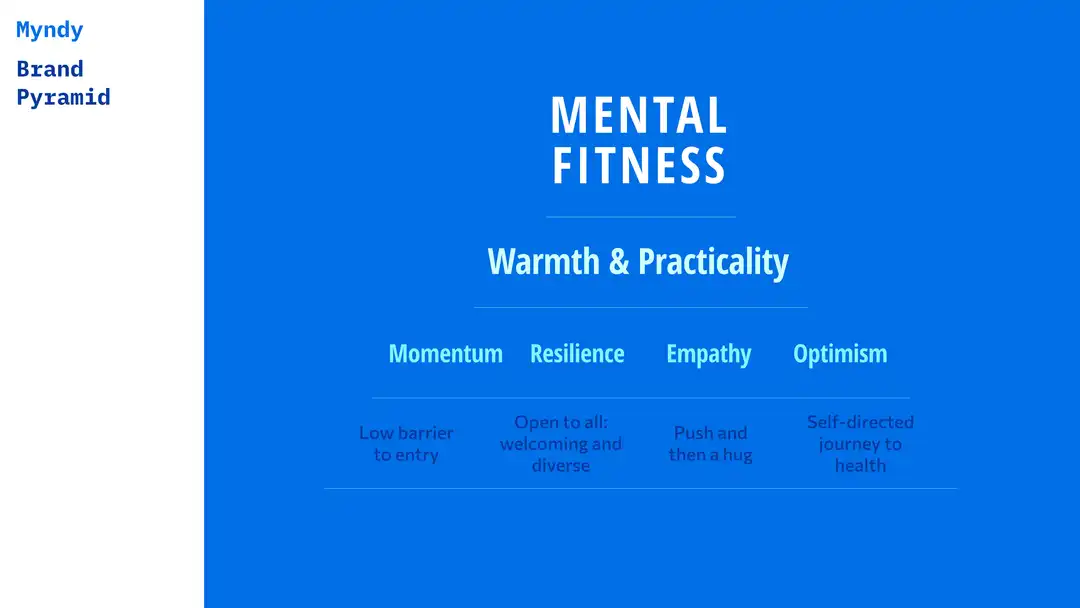 Myndy
Brand
Pyramid
MENTAL
FITNESS
Warmth & Practicality
Momentum Resilience Empathy Optimism
Low barrier
to entry
Open to all:
welcoming and
diverse
Push and
then a hug
Self-directed
journey to
health